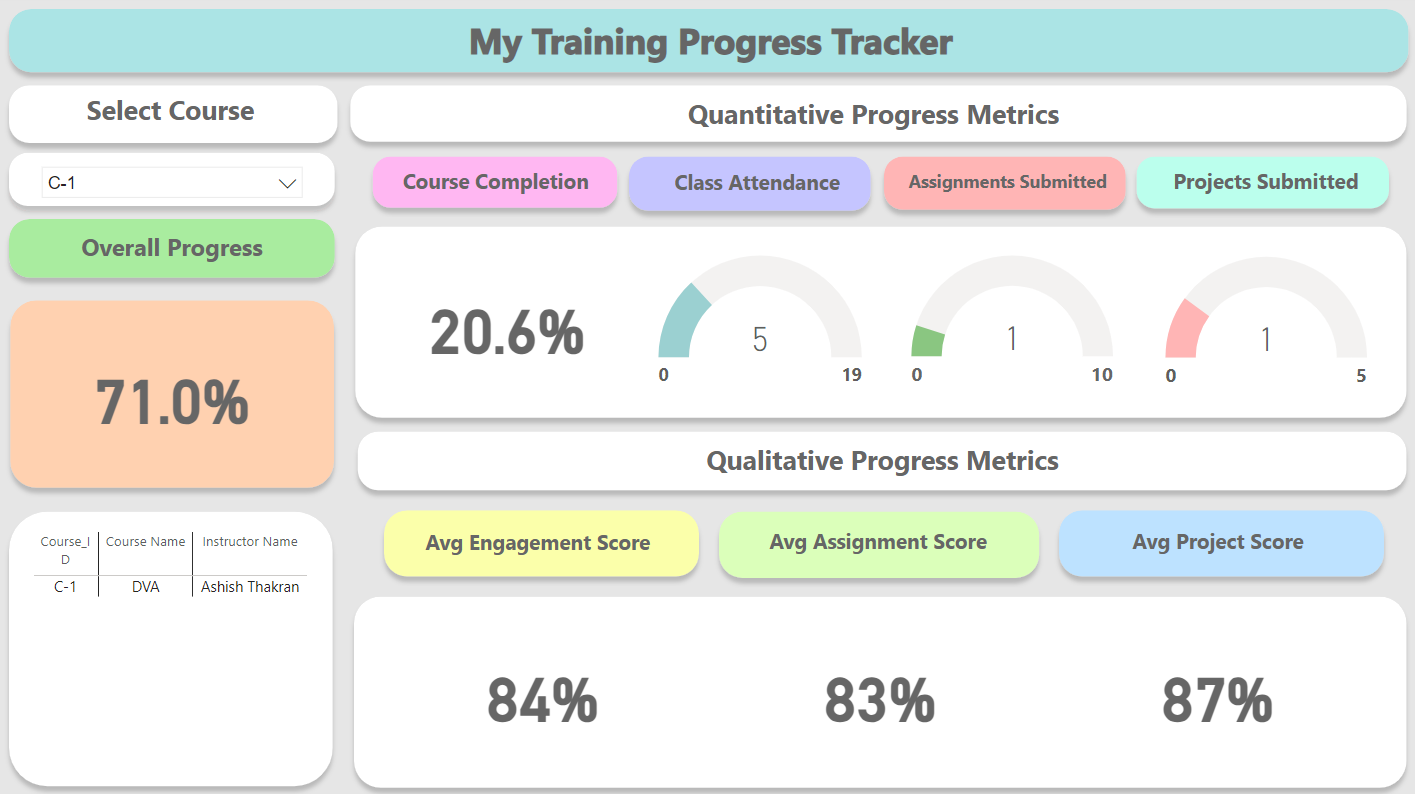 My Training Progress Tracker
Select Course
C-1
Overall Progress
71.0%
Course_I
D
Course Name
Instructor Name
C-1
DVA
Ashish Thakran
Quantitative Progress Metrics
Course Completion
Class Attendance
Assignments Submitted
Projects Submitted
20.6%
5
0
19
1
0
10
1
0
5
Qualitative Progress Metrics
Avg Engagement Score
Avg Assignment Score
Avg Project Score
84%
83%
87%